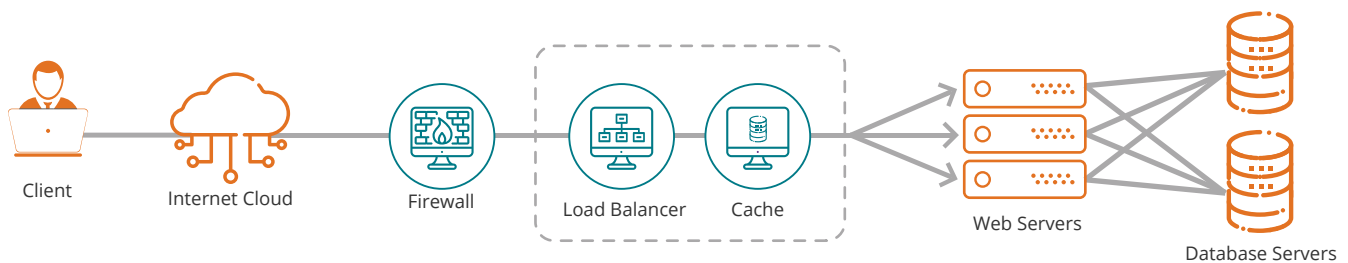 Client
Internet Cloud
Firewall
Load Balancer
Cache
Web Servers
Database Servers